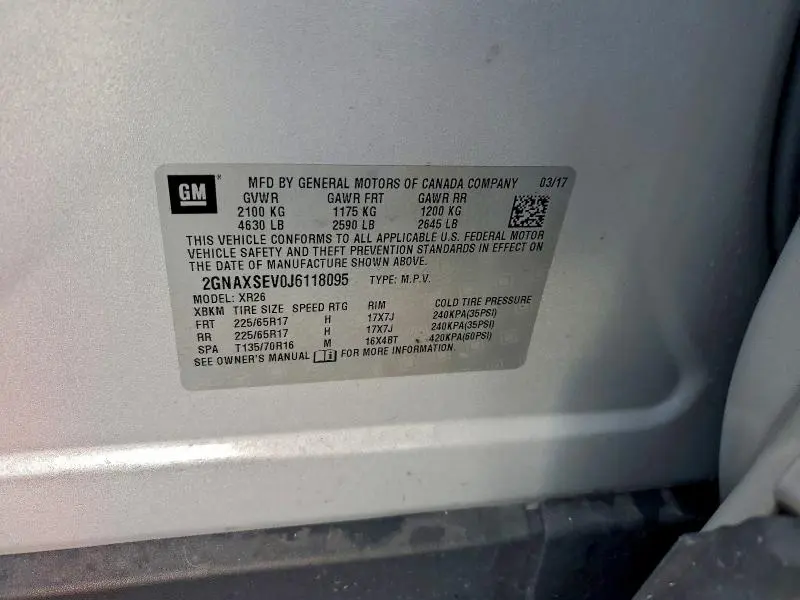 GM
MFD BY GENERAL MOTORS OF CANADA COMPANY 03/17
GVWR GAWR FRT GAWR RR
2100 KG 1175 KG 1200 KG
4630 LB 2590 LB 2645 LB
THIS VEHICLE CONFORMS TO ALL APPLICABLE U.S. FEDERAL MOTOR
VEHICLE SAFETY AND THEFT PREVENTION STANDARDS IN EFFECT ON
THE DATE OF MANUFACTURE SHOWN ABOVE.
2GNAXSEV0J6118095 TYPE: M.P.V.
MODEL: XR26
XBKM TIRE SIZE SPEED RTG RIM COLD TIRE PRESSURE
FRT 225/65R17 H 17X7J 240KPA(35PSI)
RR 225/65R17 H 17X7J 240KPA(35PSI)
SPA T135/70R16 M 16X4BT 420KPA(60PSI)
SEE OWNER'S MANUAL FOR MORE INFORMATION.